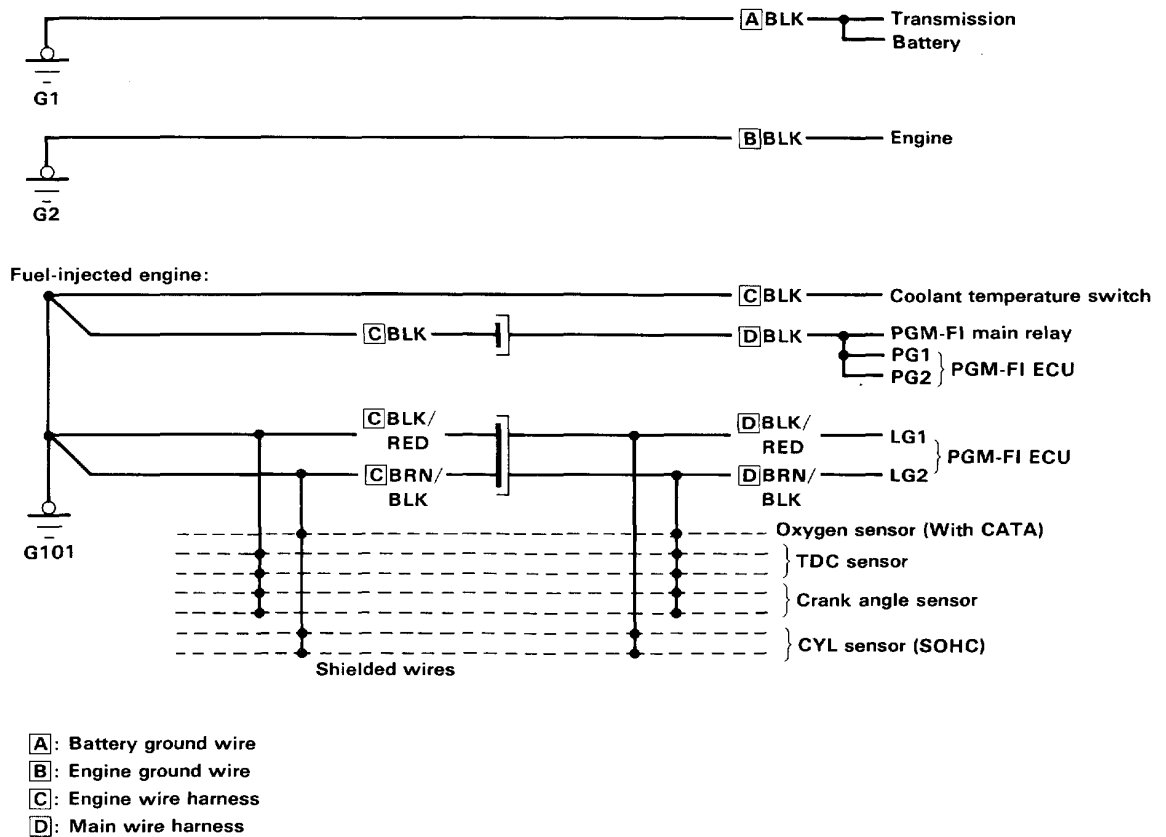 A BLK Transmission
Battery
G1
B BLK Engine
G2
Fuel-injected engine:
C BLK Coolant temperature switch
C BLK D BLK PGM-FI main relay
PG1
PG2 PGM-FI ECU
C BLK/ RED D BLK/ RED LG1
PGM-FI ECU
C BRN/ BLK D BRN/ BLK LG2
G101
Oxygen sensor (With CATA)
TDC sensor
Crank angle sensor
CYL sensor (SOHC)
Shielded wires
A: Battery ground wire
B: Engine ground wire
C: Engine wire harness
D: Main wire harness